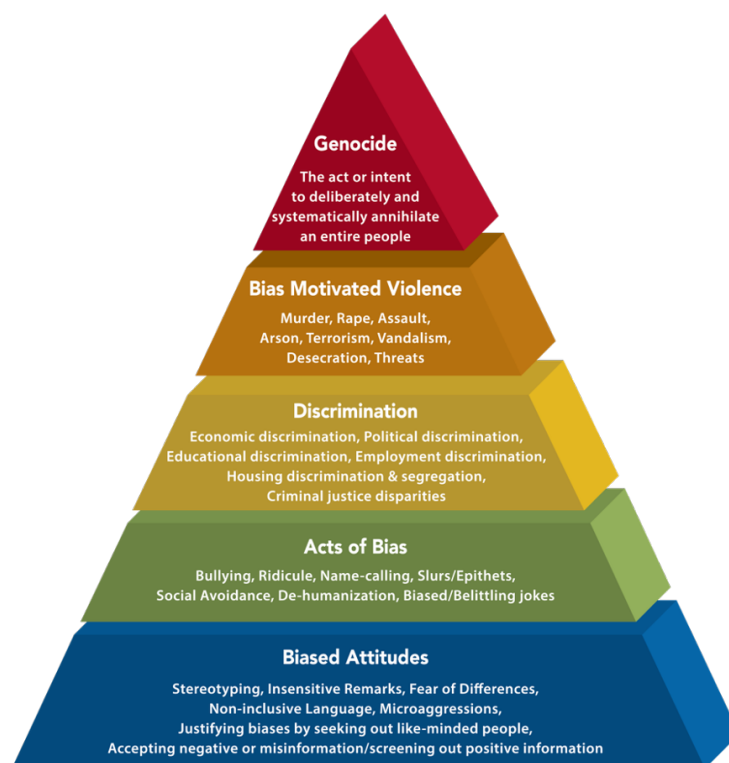 Genocide
The act or intent
to deliberately and
systematically annihilate
an entire people
Bias Motivated Violence
Murder, Rape, Assault,
Arson, Terrorism, Vandalism,
Desecration, Threats
Discrimination
Economic discrimination, Political discrimination,
Educational discrimination, Employment discrimination,
Housing discrimination & segregation,
Criminal justice disparities
Acts of Bias
Bullying, Ridicule, Name-calling, Slurs/Epithets,
Social Avoidance, De-humanization, Biased/Belittling jokes
Biased Attitudes
Stereotyping, Insensitive Remarks, Fear of Differences,
Non-inclusive Language, Microaggressions,
Justifying biases by seeking out like-minded people,
Accepting negative or misinformation/screening out positive information